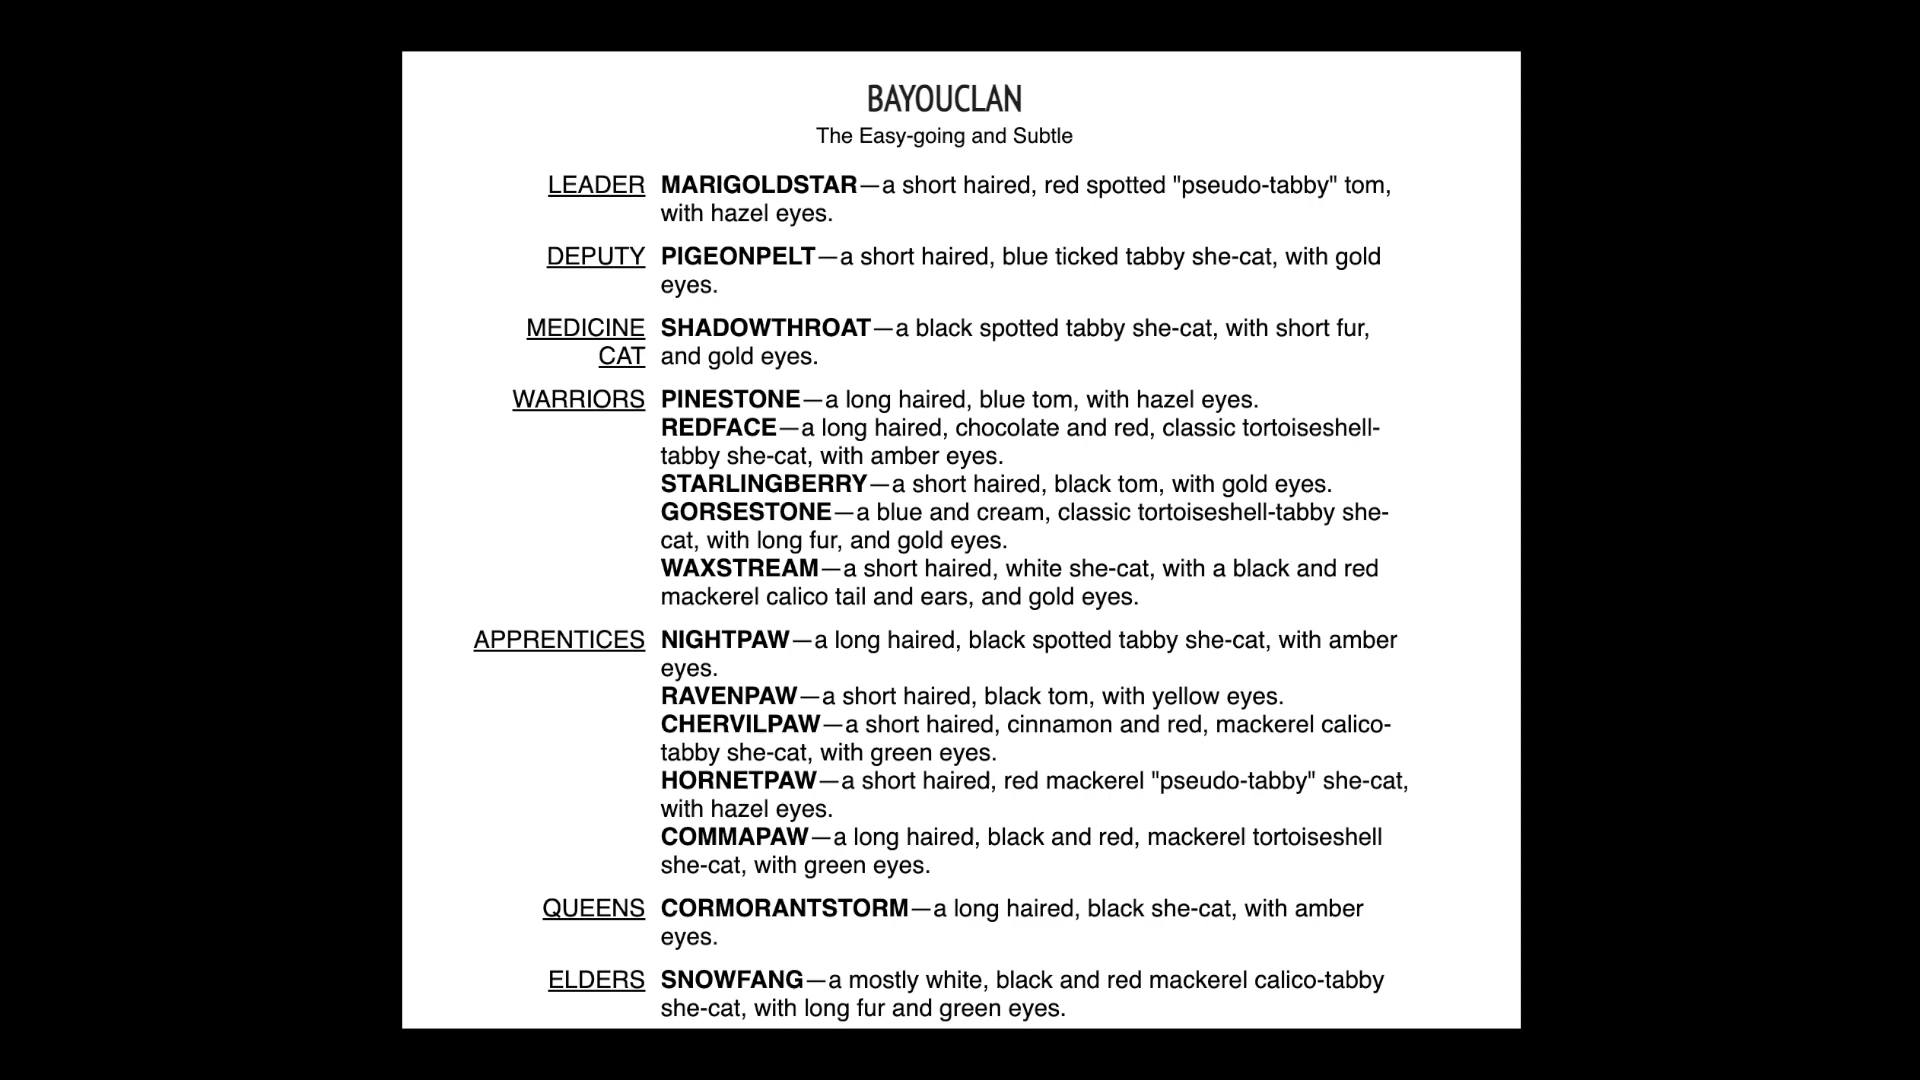 BAYOUCLAN
The Easy-going and Subtle
LEADER MARIGOLDSTAR—a short haired, red spotted "pseudo-tabby" tom,
with hazel eyes.
DEPUTY PIGEONPELT—a short haired, blue ticked tabby she-cat, with gold
eyes.
MEDICINE SHADOWTHROAT—a black spotted tabby she-cat, with short fur,
CAT and gold eyes.
WARRIORS PINESTONE—a long haired, blue tom, with hazel eyes.
REDFACE—a long haired, chocolate and red, classic tortoiseshell-
tabby she-cat, with amber eyes.
STARLINGBERRY—a short haired, black tom, with gold eyes.
GORSESTONE—a blue and cream, classic tortoiseshell-tabby she-
cat, with long fur, and gold eyes.
WAXSTREAM—a short haired, white she-cat, with a black and red
mackerel calico tail and ears, and gold eyes.
APPRENTICES NIGHTPAW—a long haired, black spotted tabby she-cat, with amber
eyes.
RAVENPAW—a short haired, black tom, with yellow eyes.
CHERVILPAW—a short haired, cinnamon and red, mackerel calico-
tabby she-cat, with green eyes.
HORNETPAW—a short haired, red mackerel "pseudo-tabby" she-cat,
with hazel eyes.
COMMAPAW—a long haired, black and red, mackerel tortoiseshell
she-cat, with green eyes.
QUEENS CORMORANTSTORM—a long haired, black she-cat, with amber
eyes.
ELDERS SNOWFANG—a mostly white, black and red mackerel calico-tabby
she-cat, with long fur and green eyes.